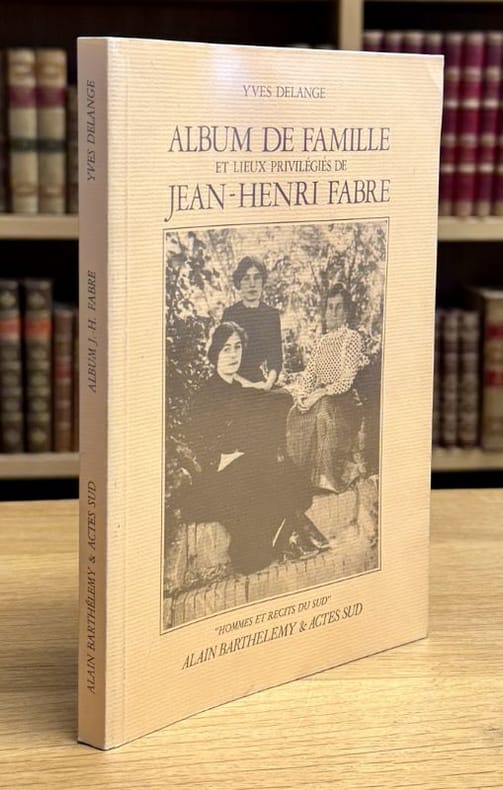 YVES DELANGE
ALBUM DE FAMILLE
ET LIEUX PRIVILÉGIÉS DE
JEAN-HENRI FABRE
"HOMMES ET RECITS DU SUD"
ALAIN BARTHELEMY & ACTES SUD
YVES DELANGE
ALBUM J.-H. FABRE
ALAIN BARTHÉLEMY & ACTES SUD